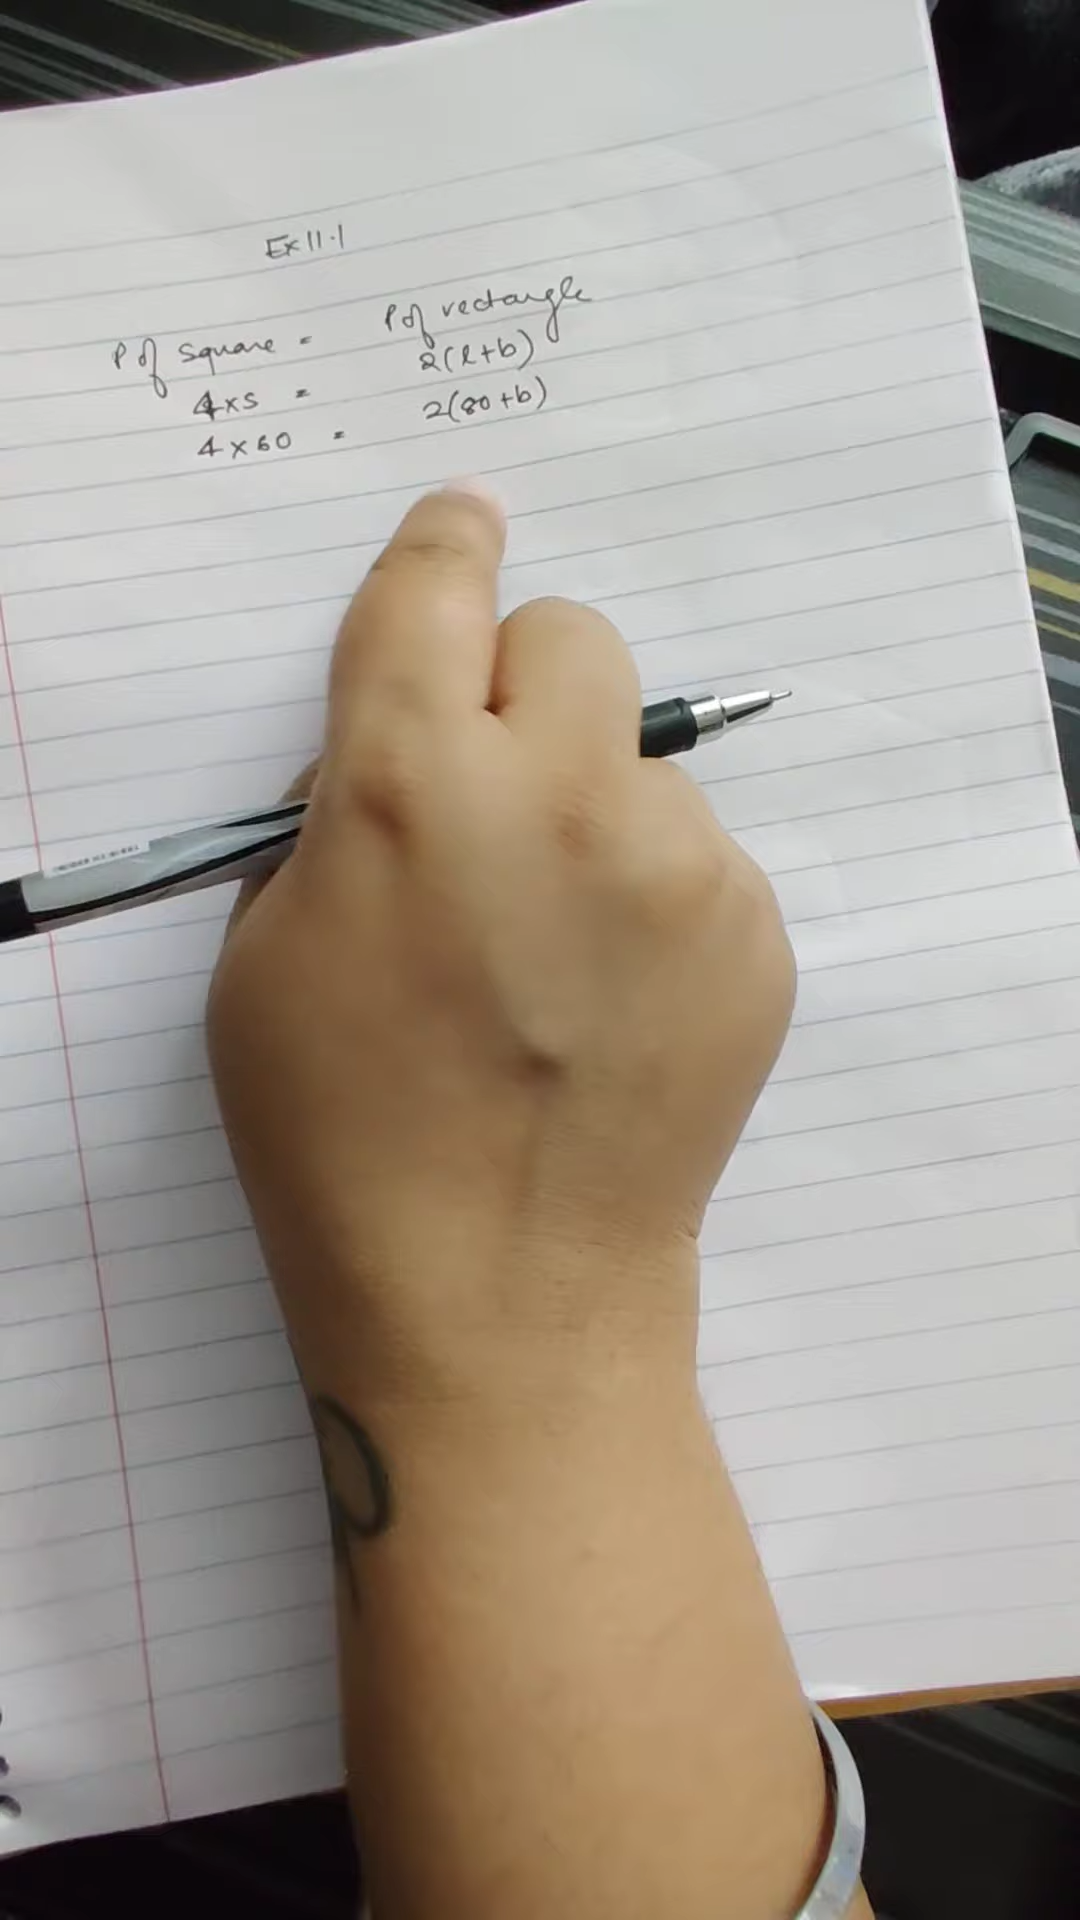 Ex 11.1
P of square = P of rectangle
4×s = 2(l+b)
4×60 = 2(80+b)